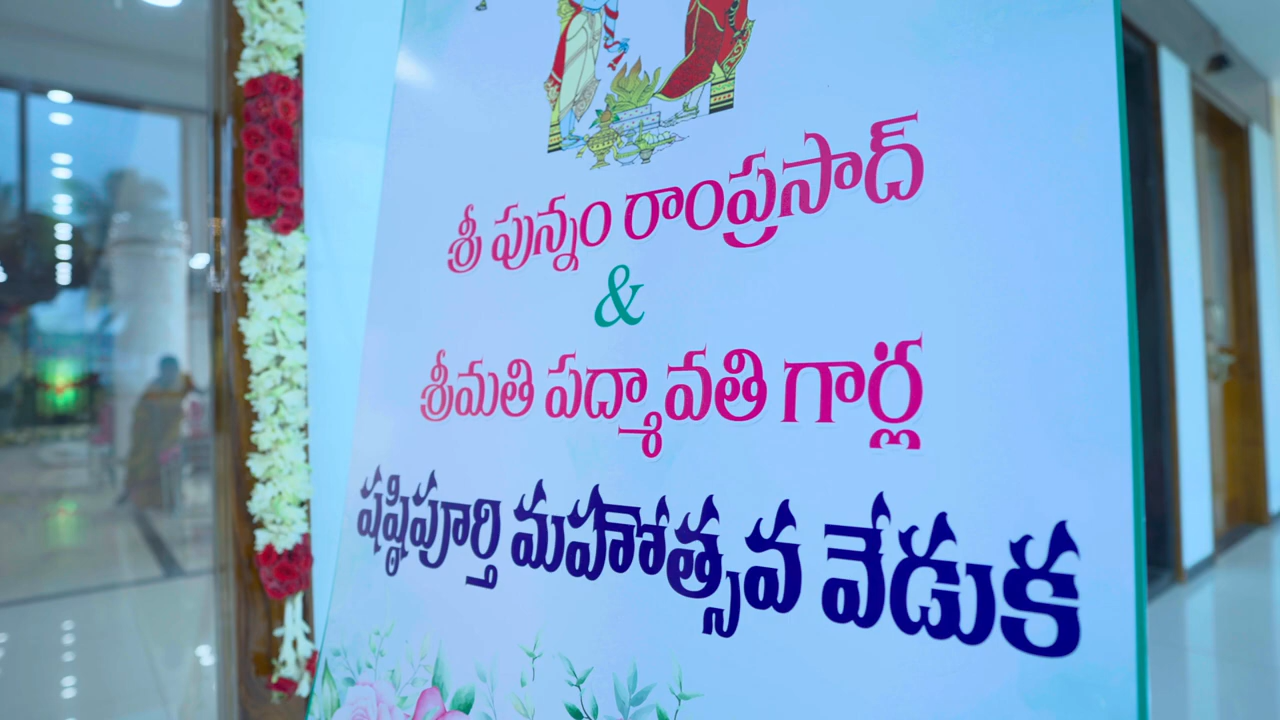 శ్రీ పున్నం రాంప్రసాద్
&
శ్రీమతి పద్మావతి గార్ల
షష్ఠిపూర్తి మహోత్సవ వేడుక